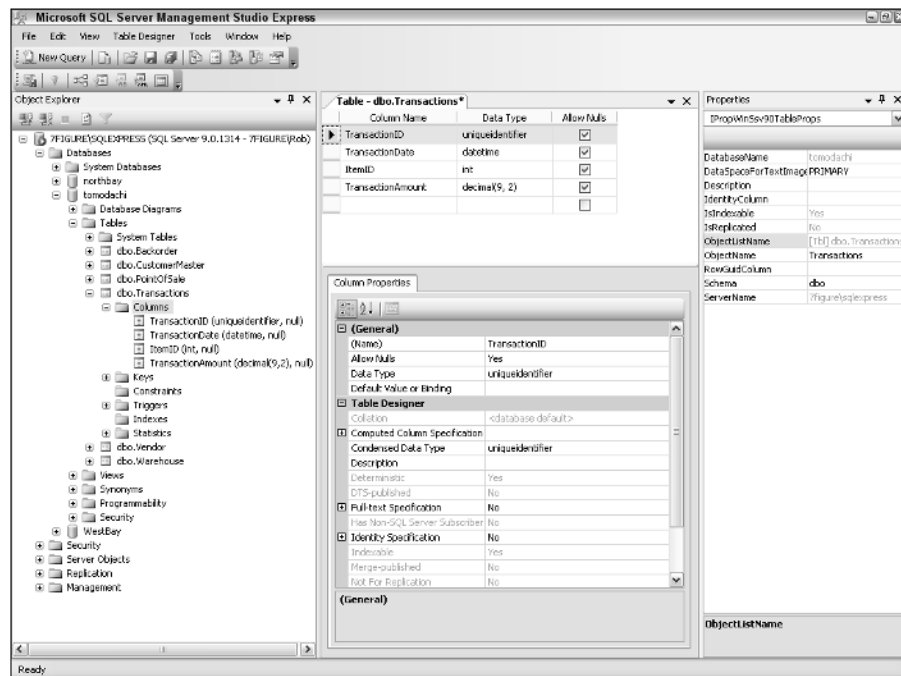 Microsoft SQL Server Management Studio Express
File Edit View Table Designer Tools Window Help
New Query
Object Explorer
7FIGURE\SQLEXPRESS (SQL Server 9.0.1314 - 7FIGURE\Rob)
Databases
System Databases
northbay
tomodachi
Database Diagrams
Tables
System Tables
dbo.Backorder
dbo.CustomerMaster
dbo.PointOfSale
dbo.Transactions
Columns
TransactionID (uniqueidentifier, null)
TransactionDate (datetime, null)
ItemID (int, null)
TransactionAmount (decimal(9,2), null)
Keys
Constraints
Triggers
Indexes
Statistics
dbo.Vendor
dbo.Warehouse
Views
Synonyms
Programmability
Security
WestBay
Security
Server Objects
Replication
Management
Table - dbo.Transactions*
Column Name Data Type Allow Nulls
TransactionID uniqueidentifier
TransactionDate datetime
ItemID int
TransactionAmount decimal(9, 2)
Column Properties
(General)
(Name) TransactionID
Allow Nulls Yes
Data Type uniqueidentifier
Default Value or Binding
Table Designer
Collation <database default>
Computed Column Specification
Condensed Data Type uniqueidentifier
Description
Deterministic Yes
DTS-published No
Full-text Specification No
Has Non-SQL Server Subscriber No
Identity Specification No
Indexable Yes
Merge-published No
Not For Replication No
(General)
Properties
IPropWinSsv90TableProps
DatabaseName tomodachi
DataSpaceForTextImag PRIMARY
Description
IdentityColumn
IsIndexable Yes
IsReplicated No
ObjectListName [Tbl] dbo.Transactions
ObjectName Transactions
RowGuidColumn
Schema dbo
ServerName 7figure\sqlexpress
ObjectListName
Ready